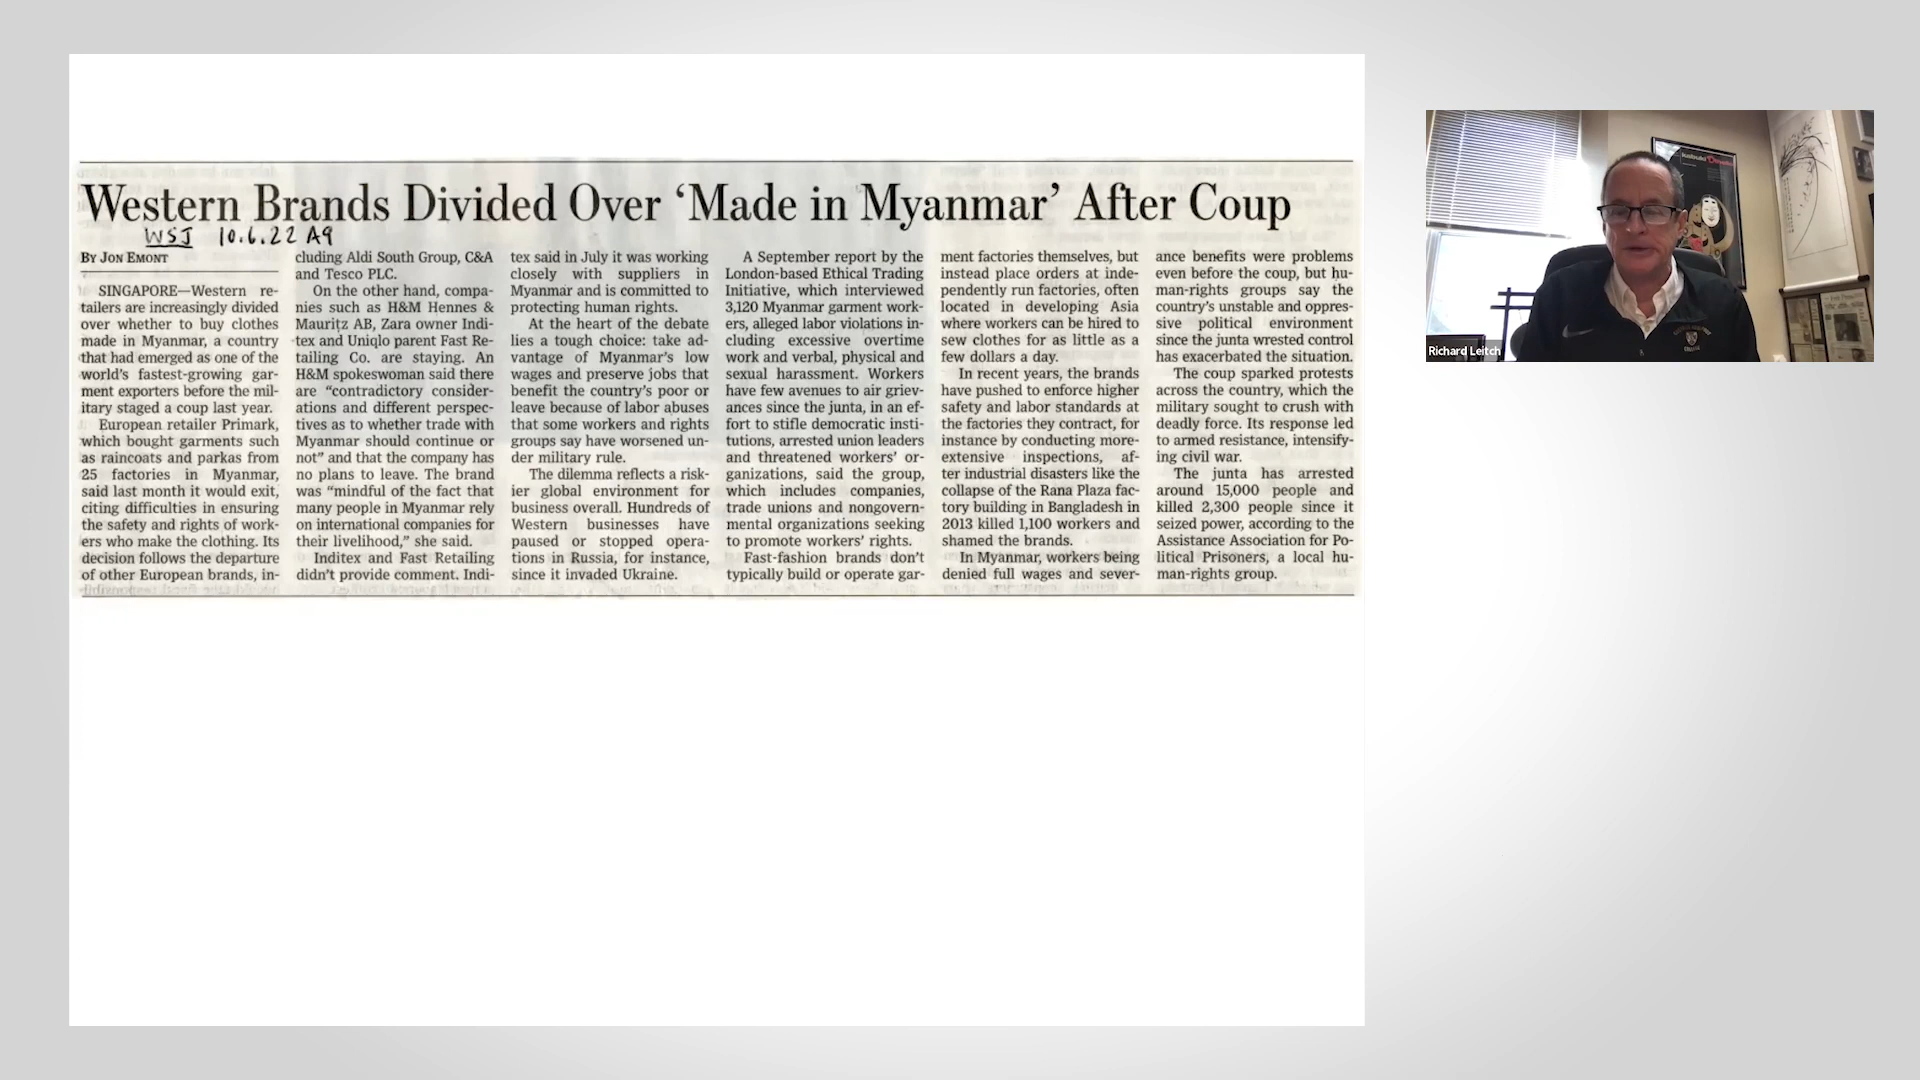 Western Brands Divided Over ‘Made in Myanmar’ After Coup
WSJ 10.6.22 A9
BY JON EMONT
SINGAPORE—Western re-
tailers are increasingly divided
over whether to buy clothes
made in Myanmar, a country
that had emerged as one of the
world’s fastest-growing gar-
ment exporters before the mil-
itary staged a coup last year.
European retailer Primark,
which bought garments such
as raincoats and parkas from
25 factories in Myanmar,
said last month it would exit,
citing difficulties in ensuring
the safety and rights of work-
ers who make the clothing. Its
decision follows the departure
of other European brands, in-
cluding Aldi South Group, C&A
and Tesco PLC.
On the other hand, compa-
nies such as H&M Hennes &
Mauritz AB, Zara owner Indi-
tex and Uniqlo parent Fast Re-
tailing Co. are staying. An
H&M spokeswoman said there
are “contradictory consider-
ations and different perspec-
tives as to whether trade with
Myanmar should continue or
not” and that the company has
no plans to leave. The brand
was “mindful of the fact that
many people in Myanmar rely
on international companies for
their livelihood,” she said.
Inditex and Fast Retailing
didn’t provide comment. Indi-
tex said in July it was working
closely with suppliers in
Myanmar and is committed to
protecting human rights.
At the heart of the debate
lies a tough choice: take ad-
vantage of Myanmar’s low
wages and preserve jobs that
benefit the country’s poor or
leave because of labor abuses
that some workers and rights
groups say have worsened un-
der military rule.
The dilemma reflects a risk-
ier global environment for
business overall. Hundreds of
Western businesses have
paused or stopped opera-
tions in Russia, for instance,
since it invaded Ukraine.
A September report by the
London-based Ethical Trading
Initiative, which interviewed
3,120 Myanmar garment work-
ers, alleged labor violations in-
cluding excessive overtime
work and verbal, physical and
sexual harassment. Workers
have few avenues to air griev-
ances since the junta, in an ef-
fort to stifle democratic insti-
tutions, arrested union leaders
and threatened workers’ or-
ganizations, said the group,
which includes companies,
trade unions and nongovern-
mental organizations seeking
to promote workers’ rights.
Fast-fashion brands don’t
typically build or operate gar-
ment factories themselves, but
instead place orders at inde-
pendently run factories, often
located in developing Asia
where workers can be hired to
sew clothes for as little as a
few dollars a day.
In recent years, the brands
have pushed to enforce higher
safety and labor standards at
the factories they contract, for
instance by conducting more-
extensive inspections, af-
ter industrial disasters like the
collapse of the Rana Plaza fac-
tory building in Bangladesh in
2013 killed 1,100 workers and
shamed the brands.
In Myanmar, workers being
denied full wages and sever-
ance benefits were problems
even before the coup, but hu-
man-rights groups say the
country’s unstable and oppres-
sive political environment
since the junta wrested control
has exacerbated the situation.
The coup sparked protests
across the country, which the
military sought to crush with
deadly force. Its response led
to armed resistance, intensify-
ing civil war.
The junta has arrested
around 15,000 people and
killed 2,300 people since it
seized power, according to the
Assistance Association for Po-
litical Prisoners, a local hu-
man-rights group.
Richard Leitch